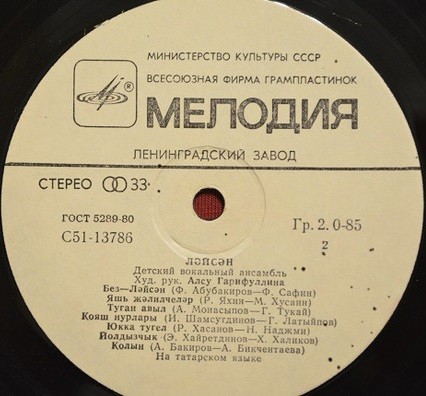 МИНИСТЕРСТВО КУЛЬТУРЫ СССР
ВСЕСОЮЗНАЯ ФИРМА ГРАМПЛАСТИНОК
®
МЕЛОДИЯ
ЛЕНИНГРАДСКИЙ ЗАВОД
СТЕРЕО 33
ГОСТ 5289-80
С51-13786
Гр. 2. 0-85
2
ЛӘЙСӘН
Детский вокальный ансамбль
Худ. рук. Алсу Гарифуллина
Без—Ләйсән (Ф. Абубакиров— Ф. Сафин)
Яшь җәлилчеләр (Р. Яхин—М. Хусаин)
Туган авыл (А. Монасыпов— Г. Тукай)
Кояш нурлары (И. Шамсутдинов— Г. Латыйпов)
Юкка түгел (Р. Хасанов— Н. Наджми)
Йолдызчык (Э. Хайретдинов—Х. Халиков)
Колын (А. Бакиров—А. Бикчентаева)
На татарском языке